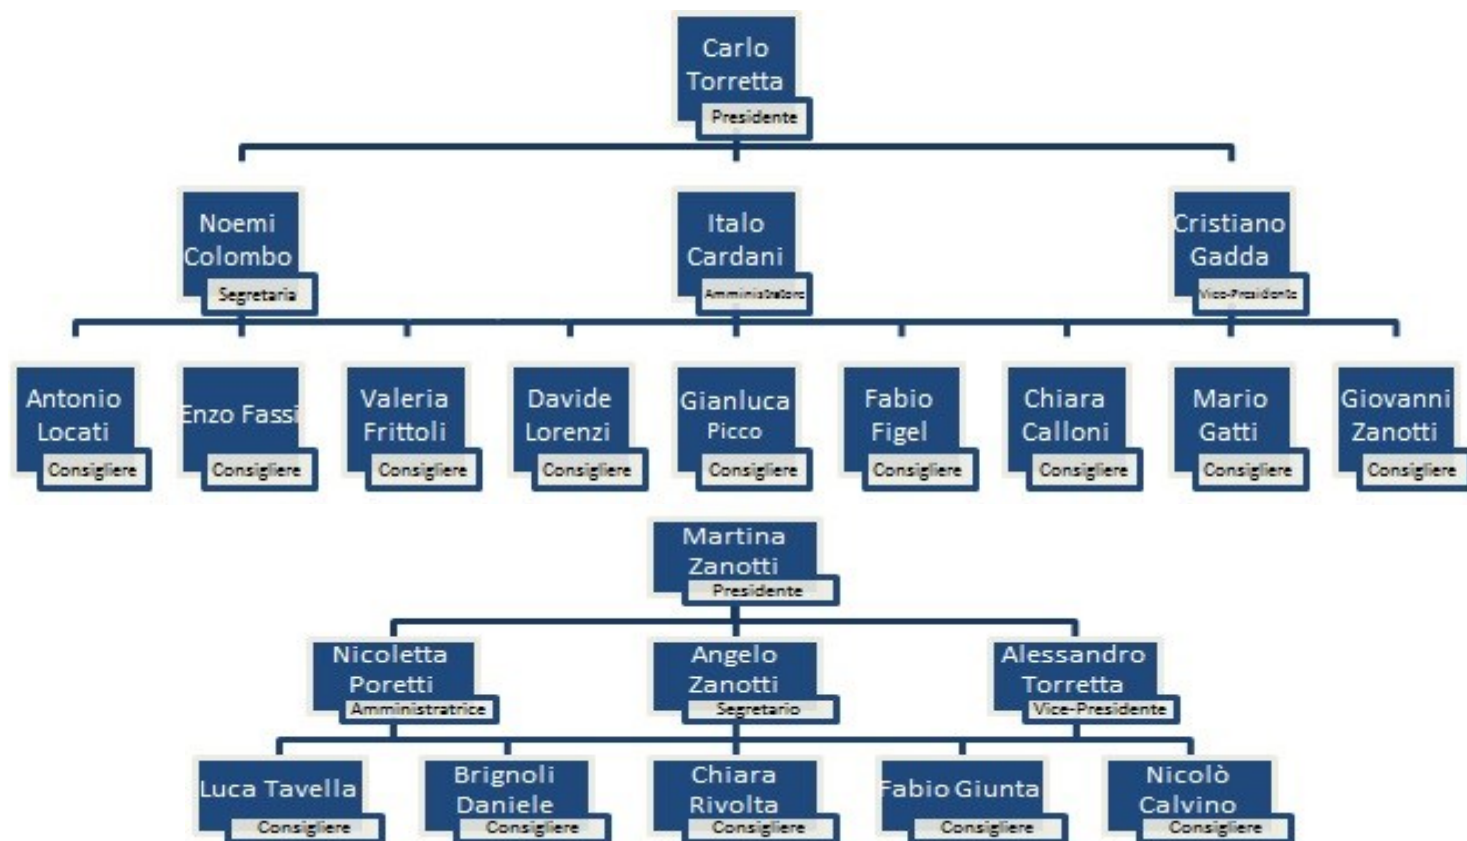 Carlo
Torretta
Presidente
Noemi
Colombo
Segretaria
Italo
Cardani
Amministratore
Cristiano
Gadda
Vice-Presidente
Antonio
Locati
Consigliere
Enzo Fassi
Consigliere
Valeria
Frittoli
Consigliere
Davide
Lorenzi
Consigliere
Gianluca
Picco
Consigliere
Fabio
Figel
Consigliere
Chiara
Calloni
Consigliere
Mario
Gatti
Consigliere
Giovanni
Zanotti
Consigliere
Martina
Zanotti
Presidente
Nicoletta
Poretti
Amministratrice
Angelo
Zanotti
Segretario
Alessandro
Torretta
Vice-Presidente
Luca Tavella
Consigliere
Brignoli
Daniele
Consigliere
Chiara
Rivolta
Consigliere
Fabio Giunta
Consigliere
Nicolò
Calvino
Consigliere